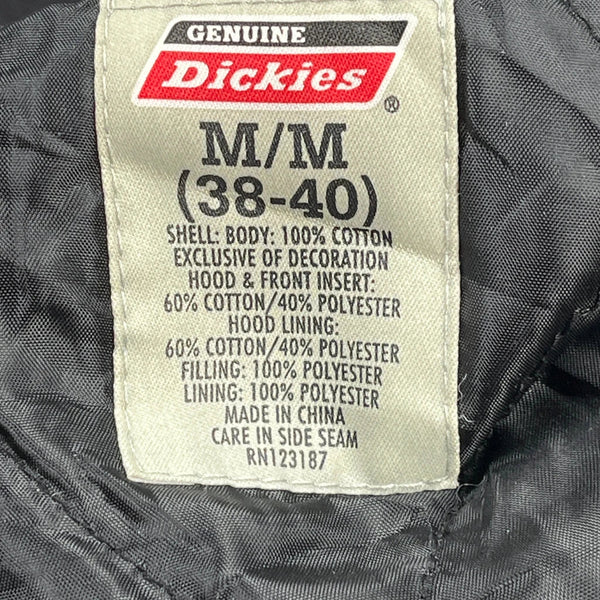 GENUINE
Dickies
®
M/M
(38-40)
SHELL: BODY: 100% COTTON
EXCLUSIVE OF DECORATION
HOOD & FRONT INSERT:
60% COTTON/40% POLYESTER
HOOD LINING:
60% COTTON/40% POLYESTER
FILLING: 100% POLYESTER
LINING: 100% POLYESTER
MADE IN CHINA
CARE IN SIDE SEAM
RN123187